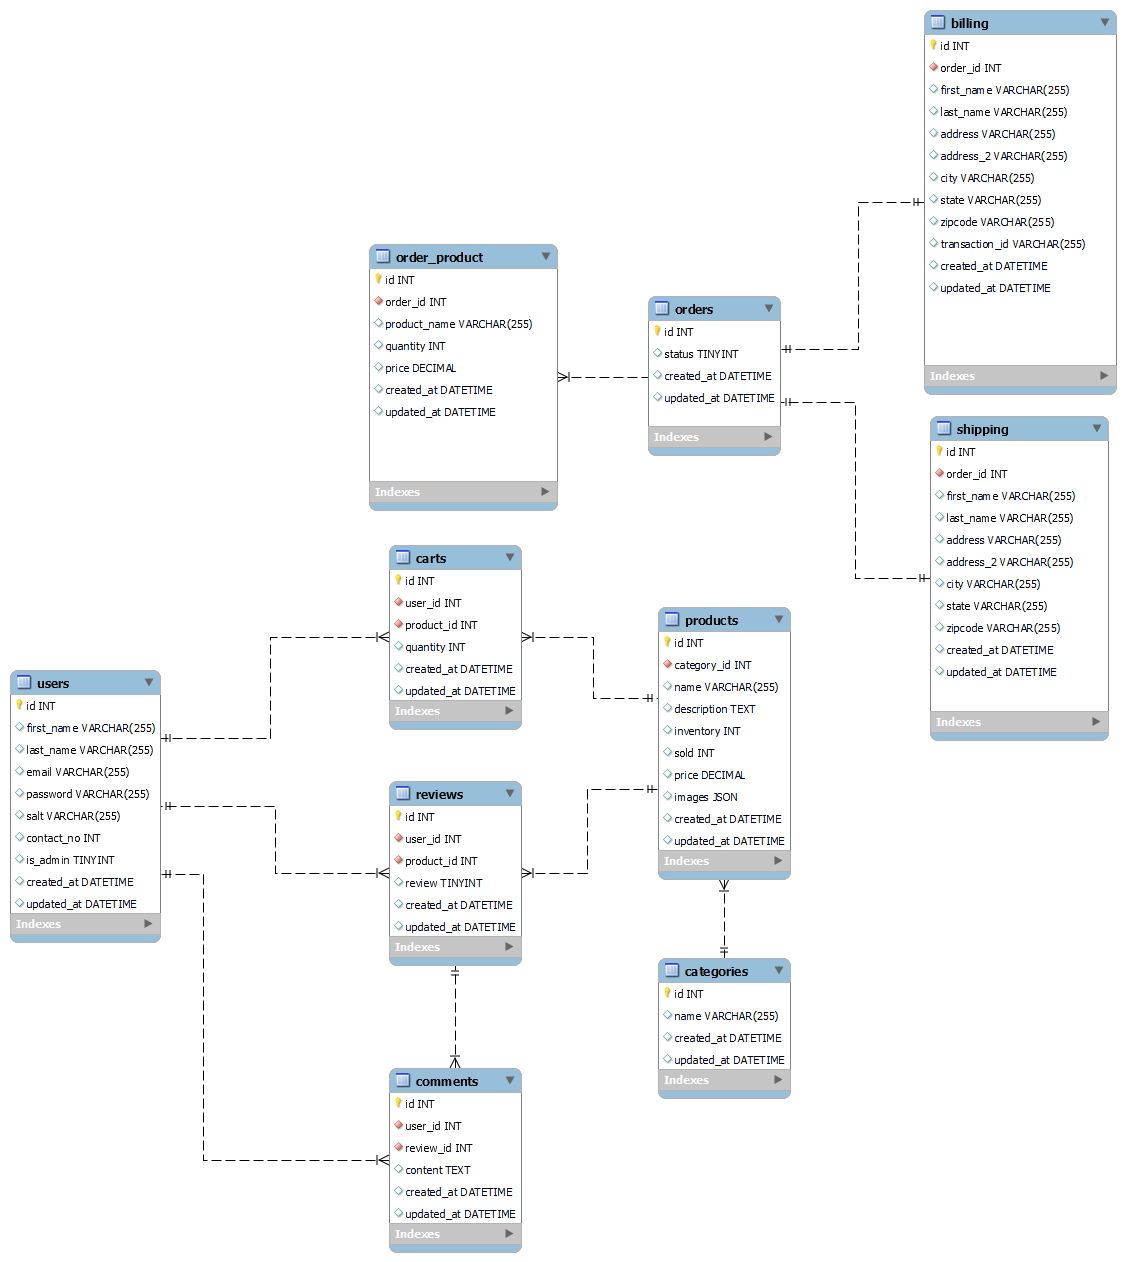 billing
id INT
order_id INT
first_name VARCHAR(255)
last_name VARCHAR(255)
address VARCHAR(255)
address_2 VARCHAR(255)
city VARCHAR(255)
state VARCHAR(255)
zipcode VARCHAR(255)
transaction_id VARCHAR(255)
created_at DATETIME
updated_at DATETIME
Indexes
order_product
id INT
order_id INT
product_name VARCHAR(255)
quantity INT
price DECIMAL
created_at DATETIME
updated_at DATETIME
Indexes
orders
id INT
status TINYINT
created_at DATETIME
updated_at DATETIME
Indexes
shipping
id INT
order_id INT
first_name VARCHAR(255)
last_name VARCHAR(255)
address VARCHAR(255)
address_2 VARCHAR(255)
city VARCHAR(255)
state VARCHAR(255)
zipcode VARCHAR(255)
created_at DATETIME
updated_at DATETIME
Indexes
carts
id INT
user_id INT
product_id INT
quantity INT
created_at DATETIME
updated_at DATETIME
Indexes
products
id INT
category_id INT
name VARCHAR(255)
description TEXT
inventory INT
sold INT
price DECIMAL
images JSON
created_at DATETIME
updated_at DATETIME
Indexes
users
id INT
first_name VARCHAR(255)
last_name VARCHAR(255)
email VARCHAR(255)
password VARCHAR(255)
salt VARCHAR(255)
contact_no INT
is_admin TINYINT
created_at DATETIME
updated_at DATETIME
Indexes
reviews
id INT
user_id INT
product_id INT
review TINYINT
created_at DATETIME
updated_at DATETIME
Indexes
categories
id INT
name VARCHAR(255)
created_at DATETIME
updated_at DATETIME
Indexes
comments
id INT
user_id INT
review_id INT
content TEXT
created_at DATETIME
updated_at DATETIME
Indexes